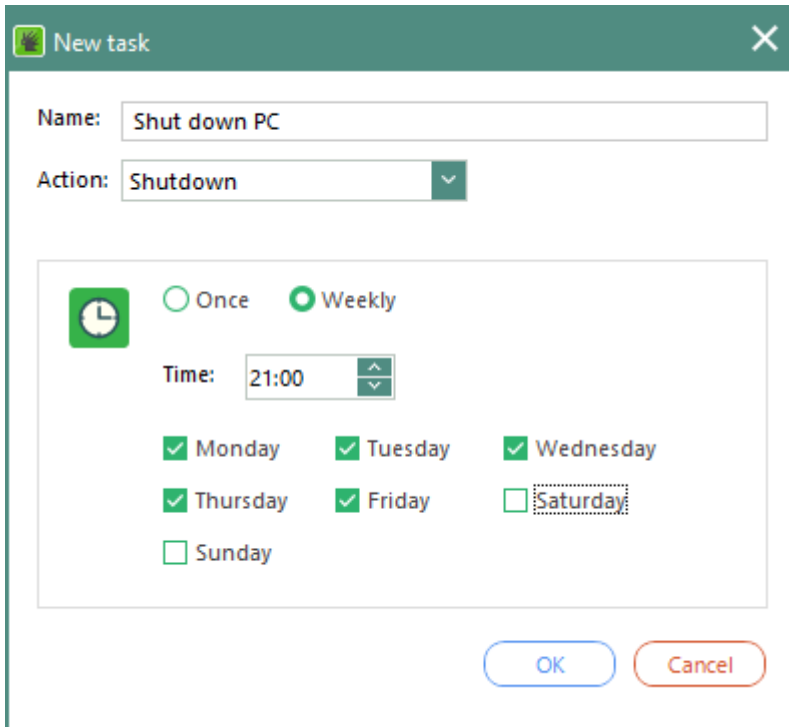 New task
Name: Shut down PC
Action: Shutdown
Once Weekly
Time: 21:00
Monday Tuesday Wednesday
Thursday Friday Saturday
Sunday
OK Cancel